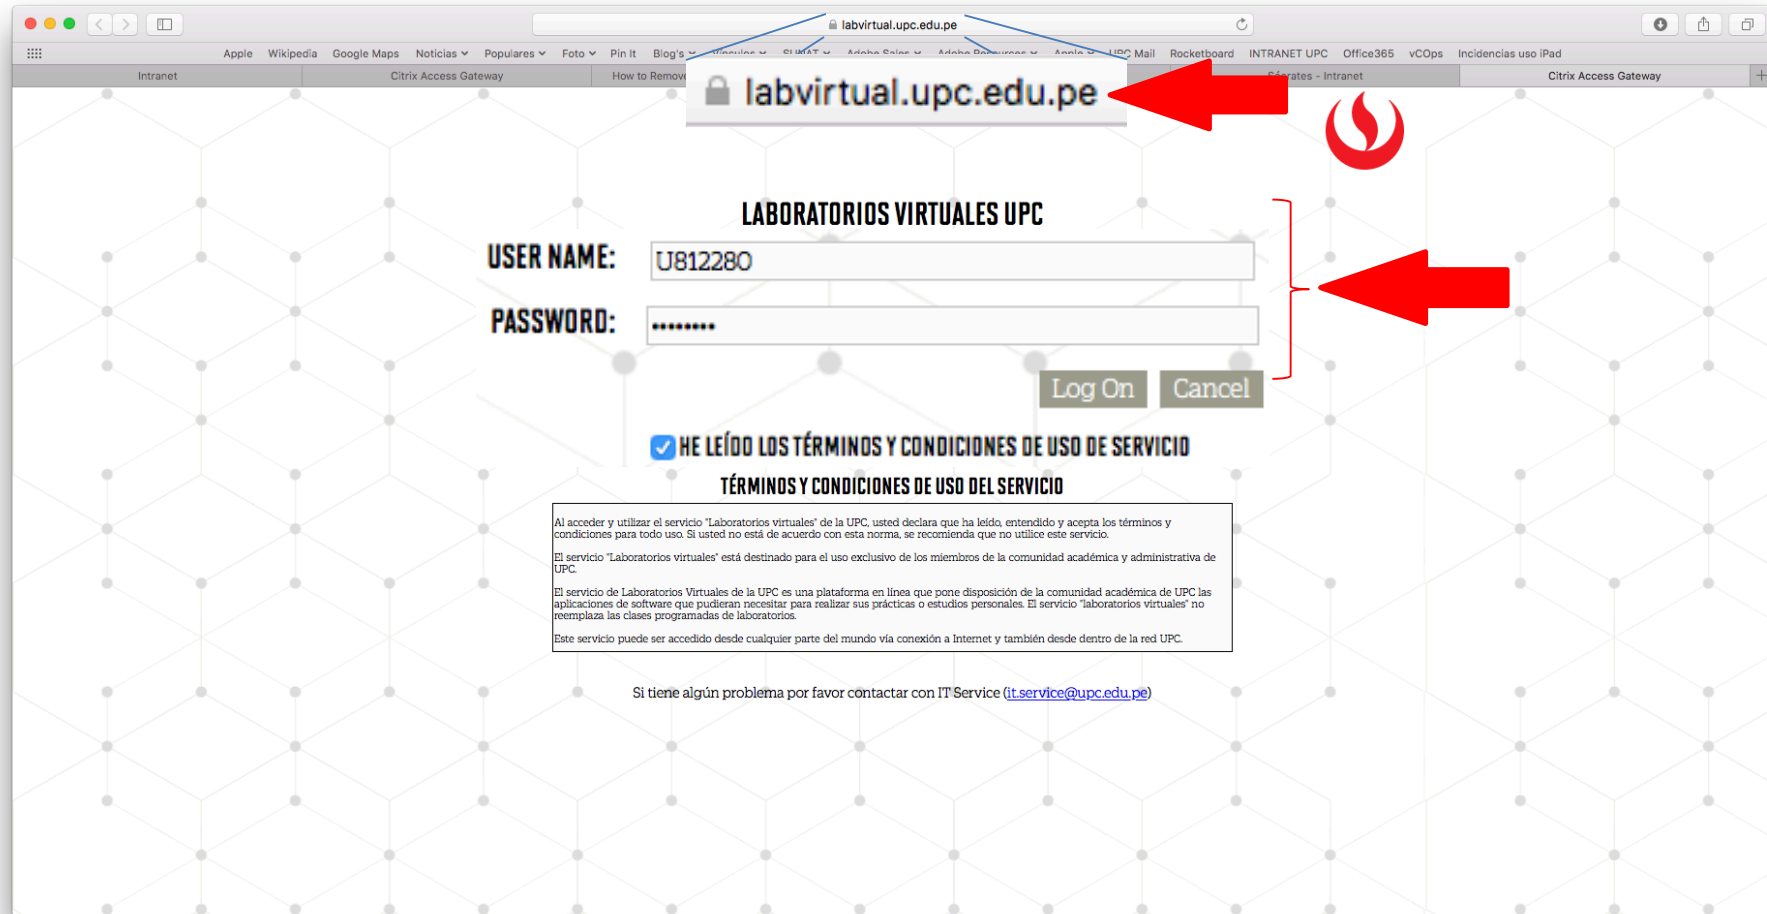 labvirtual.upc.edu.pe
Apple Wikipedia Google Maps Noticias Populares Foto Pin It Blog's Vínculos SUNAT Adobe Sales Adobe Resources Apple UPC Mail Rocketboard INTRANET UPC Office365 vCOps Incidencias uso iPad
Intranet Citrix Access Gateway How to Remove Sócrates - Intranet Citrix Access Gateway
labvirtual.upc.edu.pe
LABORATORIOS VIRTUALES UPC
USER NAME: U812280
PASSWORD: ••••••••
Log On Cancel
HE LEÍDO LOS TÉRMINOS Y CONDICIONES DE USO DE SERVICIO
TÉRMINOS Y CONDICIONES DE USO DEL SERVICIO
Al acceder y utilizar el servicio "Laboratorios virtuales" de la UPC, usted declara que ha leído, entendido y acepta los términos y
condiciones para todo uso. Si usted no está de acuerdo con esta norma, se recomienda que no utilice este servicio.
El servicio "Laboratorios virtuales" está destinado para el uso exclusivo de los miembros de la comunidad académica y administrativa de
UPC.
El servicio de Laboratorios Virtuales de la UPC es una plataforma en línea que pone disposición de la comunidad académica de UPC las
aplicaciones de software que pudieran necesitar para realizar sus prácticas o estudios personales. El servicio "laboratorios virtuales" no
reemplaza las clases programadas de laboratorios.
Este servicio puede ser accedido desde cualquier parte del mundo vía conexión a Internet y también desde dentro de la red UPC.
Si tiene algún problema por favor contactar con IT Service (it.service@upc.edu.pe)